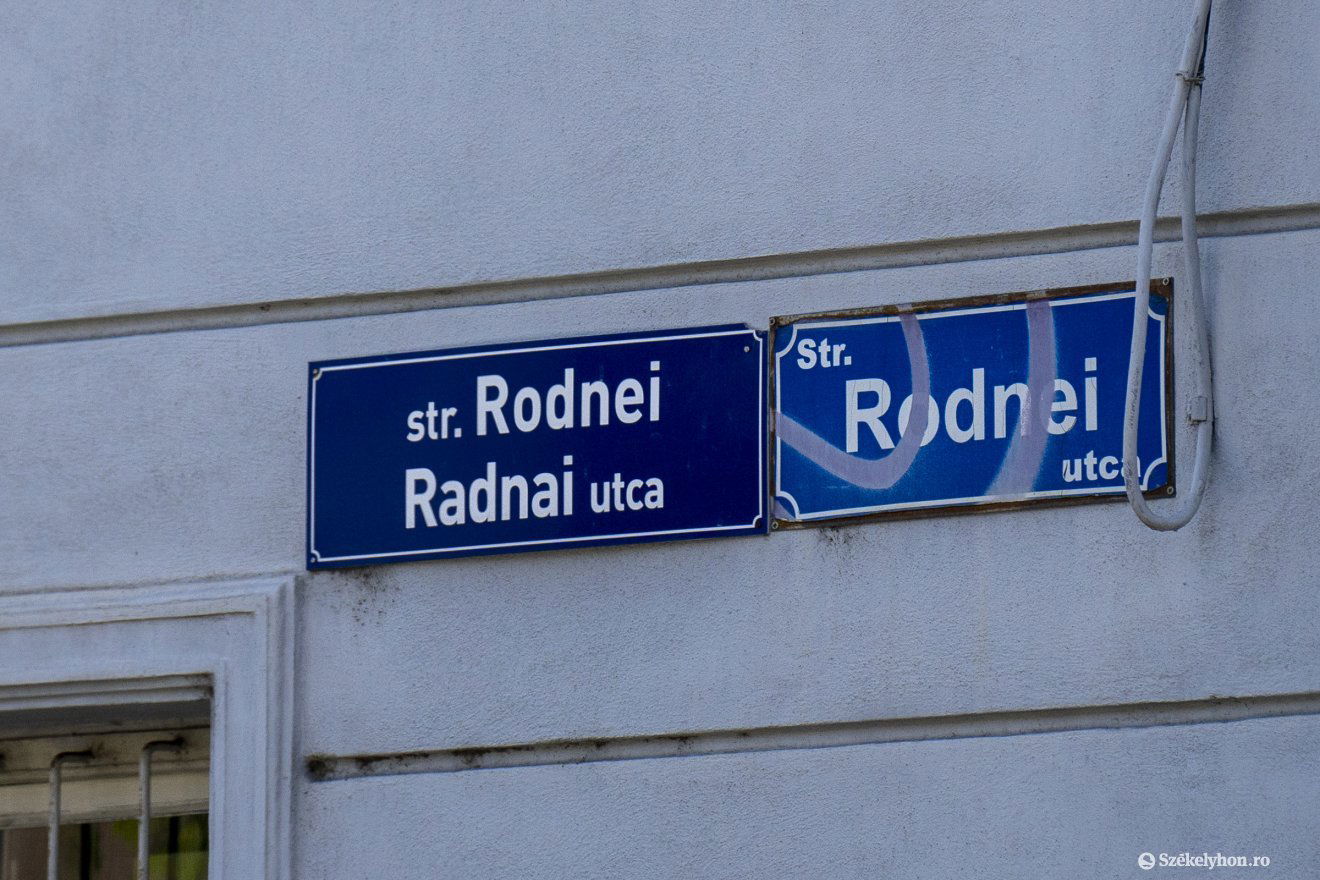 str. Rodnei
Radnai utca
Str.
Rodnei
utca
Székelyhon.ro